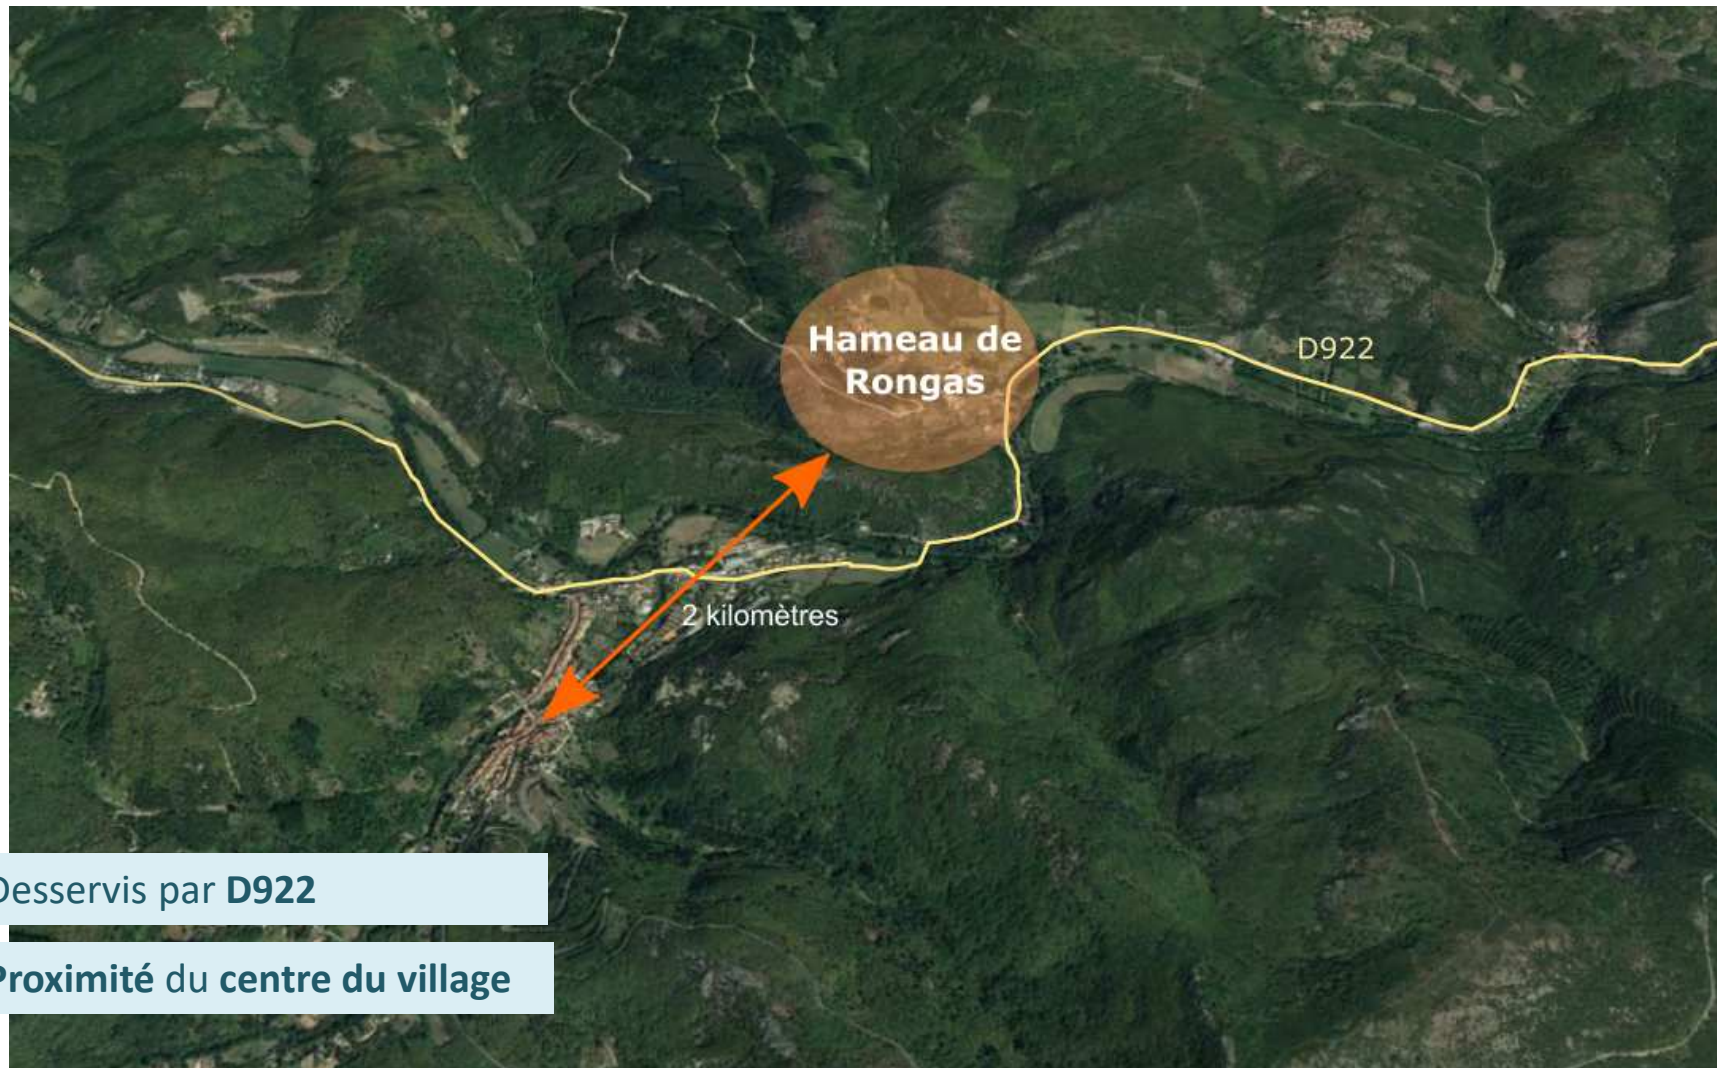 Hameau de
Rongas
D922
2 kilomètres
Desservis par D922
Proximité du centre du village